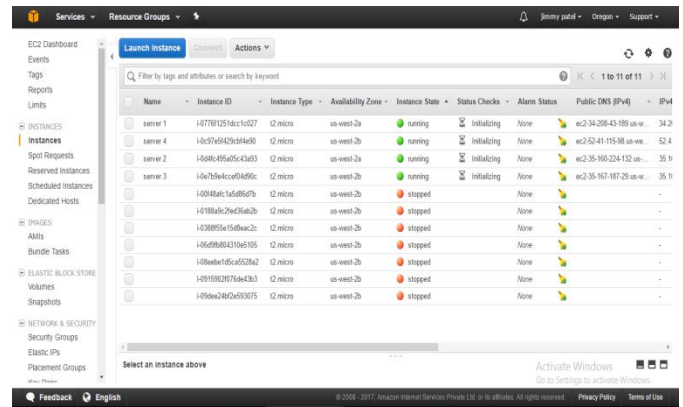 Services Resource Groups jimmy patel Oregon Support
EC2 Dashboard
Events
Tags
Reports
Limits
INSTANCES
Instances
Spot Requests
Reserved Instances
Scheduled Instances
Dedicated Hosts
IMAGES
AMIs
Bundle Tasks
ELASTIC BLOCK STORE
Volumes
Snapshots
NETWORK & SECURITY
Security Groups
Elastic IPs
Placement Groups
Key Pairs
Launch Instance Connect Actions
Filter by tags and attributes or search by keyword 1 to 11 of 11
Name Instance ID Instance Type Availability Zone Instance State Status Checks Alarm Status Public DNS (IPv4) IPv4
server 1 i-0776f1251dcc1c027 t2.micro us-west-2a running Initializing None ec2-34-208-43-189.us-w... 34.20
server 4 i-0c97e5f429cbf4e90 t2.micro us-west-2b running Initializing None ec2-52-41-115-98.us-we... 52.4
server 2 i-0d4fc495a05c43a93 t2.micro us-west-2a running Initializing None ec2-35-160-224-132.us-... 35.1
server 3 i-0e7b9e4ccef04d90c t2.micro us-west-2b running Initializing None ec2-35-167-187-29.us-w... 35.1
i-00f48afc1a5d86d7b t2.micro us-west-2b stopped None -
i-0188a9c2fed36ab2b t2.micro us-west-2b stopped None -
i-0388f55e15d8eac2c t2.micro us-west-2b stopped None -
i-06d9fb804310e5105 t2.micro us-west-2b stopped None -
i-08eebe1d5ca5528a2 t2.micro us-west-2b stopped None -
i-0915902f076de43b3 t2.micro us-west-2b stopped None -
i-09dee24bf2e593075 t2.micro us-west-2b stopped None -
Select an instance above
Activate Windows
Go to Settings to activate Windows.
Feedback English © 2008 - 2017, Amazon Internet Services Private Ltd. or its affiliates. All rights reserved. Privacy Policy Terms of Use